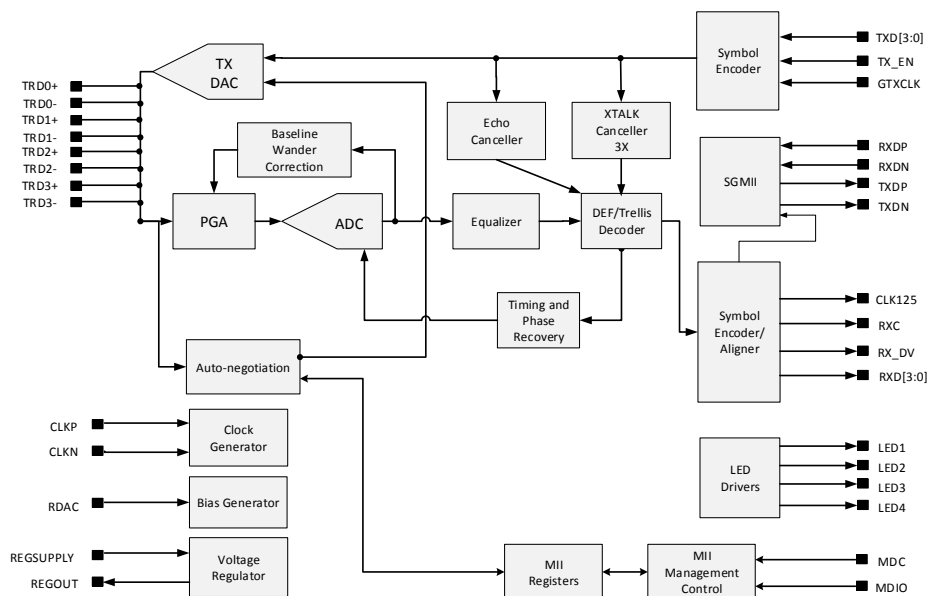 TRD0+
TRD0-
TRD1+
TRD1-
TRD2+
TRD2-
TRD3+
TRD3-
TX
DAC
Symbol
Encoder
TXD[3:0]
TX_EN
GTXCLK
Baseline
Wander
Correction
Echo
Canceller
XTALK
Canceller
3X
SGMII
RXDP
RXDN
TXDP
TXDN
PGA
ADC
Equalizer
DEF/Trellis
Decoder
Timing and
Phase
Recovery
Symbol
Encoder/
Aligner
CLK125
RXC
RX_DV
RXD[3:0]
Auto-negotiation
CLKP
CLKN
Clock
Generator
RDAC
Bias Generator
LED
Drivers
LED1
LED2
LED3
LED4
REGSUPPLY
REGOUT
Voltage
Regulator
MII
Registers
MII
Management
Control
MDC
MDIO